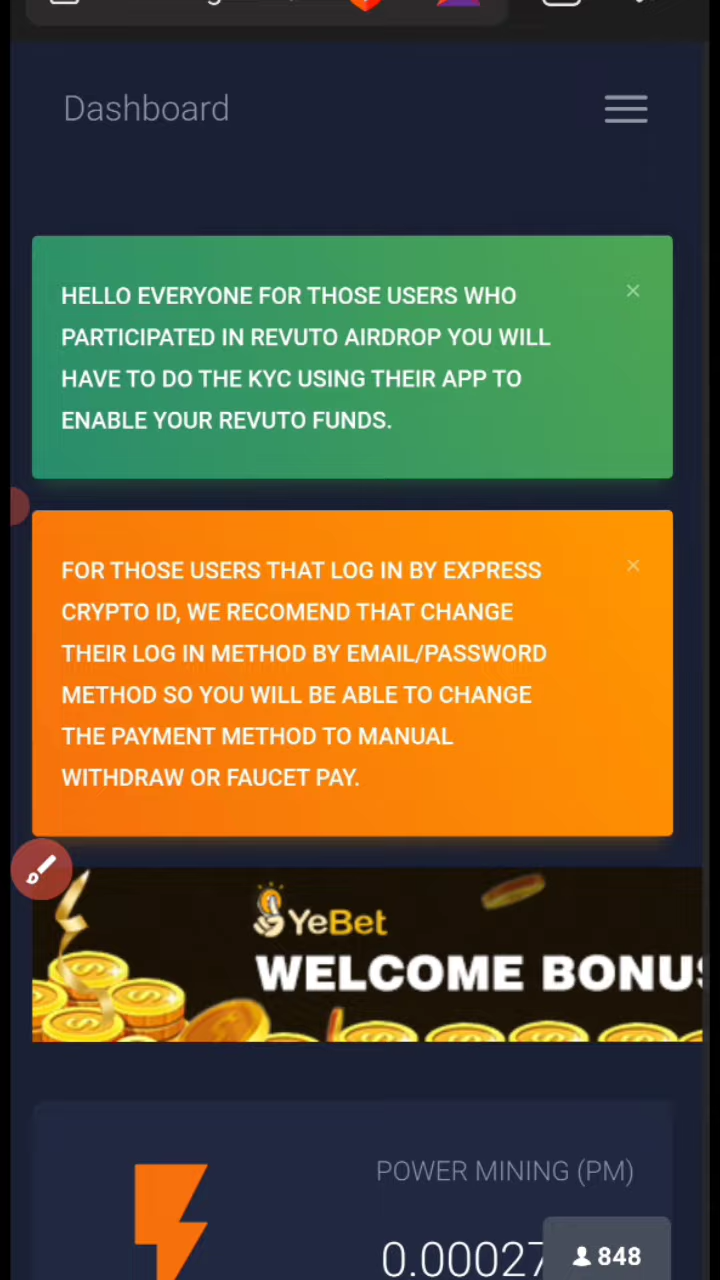 Dashboard
HELLO EVERYONE FOR THOSE USERS WHO
PARTICIPATED IN REVUTO AIRDROP YOU WILL
HAVE TO DO THE KYC USING THEIR APP TO
ENABLE YOUR REVUTO FUNDS.
FOR THOSE USERS THAT LOG IN BY EXPRESS
CRYPTO ID, WE RECOMEND THAT CHANGE
THEIR LOG IN METHOD BY EMAIL/PASSWORD
METHOD SO YOU WILL BE ABLE TO CHANGE
THE PAYMENT METHOD TO MANUAL
WITHDRAW OR FAUCET PAY.
YeBet
WELCOME BONUS
POWER MINING (PM)
0.00027
848